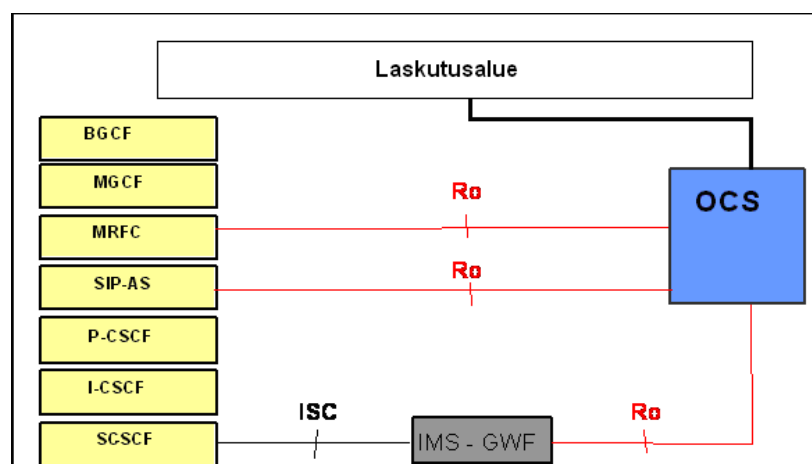 Laskutusalue
BGCF
MGCF
MRFC
SIP-AS
P-CSCF
I-CSCF
SCSCF
Ro
Ro
OCS
ISC
IMS - GWF
Ro